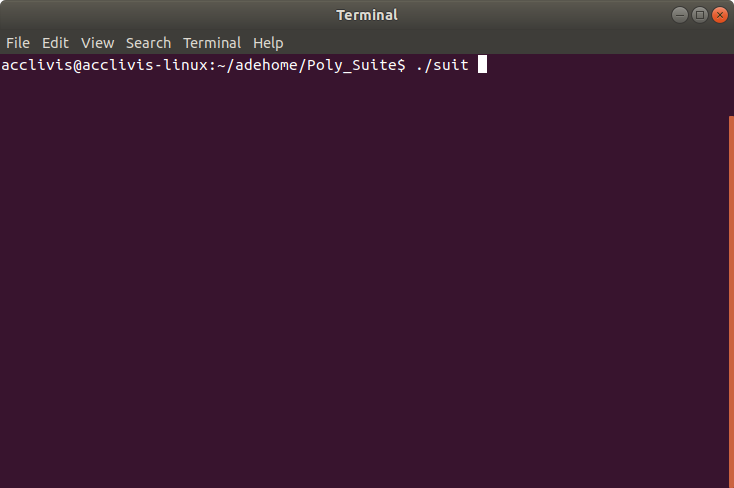 Terminal
File Edit View Search Terminal Help
acclivis@acclivis-linux:~/adehome/Poly_Suite$ ./suit